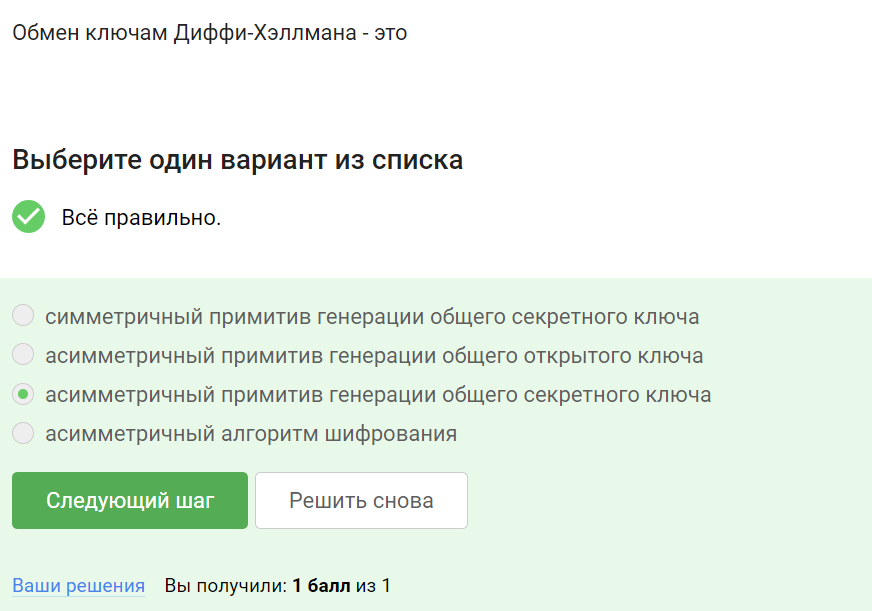 Обмен ключам Диффи-Хэллмана - это
Выберите один вариант из списка
Всё правильно.
симметричный примитив генерации общего секретного ключа
асимметричный примитив генерации общего открытого ключа
асимметричный примитив генерации общего секретного ключа
асимметричный алгоритм шифрования
Следующий шаг Решить снова
Ваши решения Вы получили: 1 балл из 1